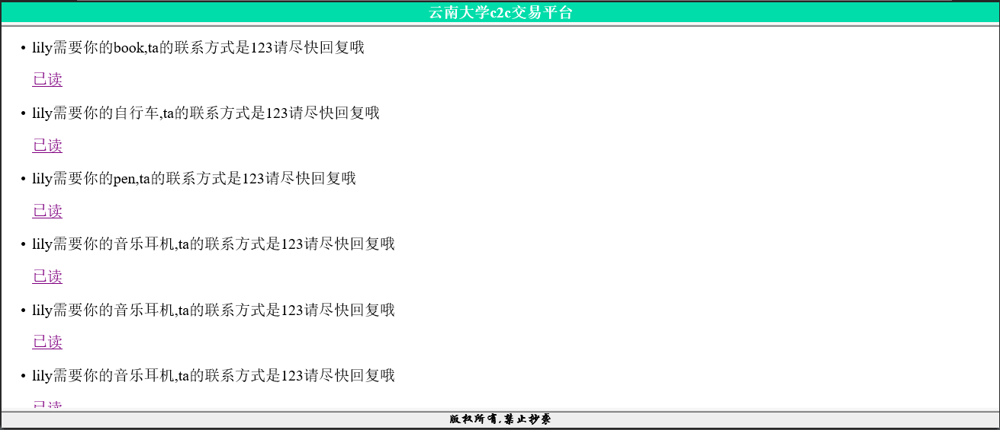 云南大学c2c交易平台
lily需要你的book,ta的联系方式是123请尽快回复哦
已读
lily需要你的自行车,ta的联系方式是123请尽快回复哦
已读
lily需要你的pen,ta的联系方式是123请尽快回复哦
已读
lily需要你的音乐耳机,ta的联系方式是123请尽快回复哦
已读
lily需要你的音乐耳机,ta的联系方式是123请尽快回复哦
已读
lily需要你的音乐耳机,ta的联系方式是123请尽快回复哦
已读
版权所有,禁止抄袭